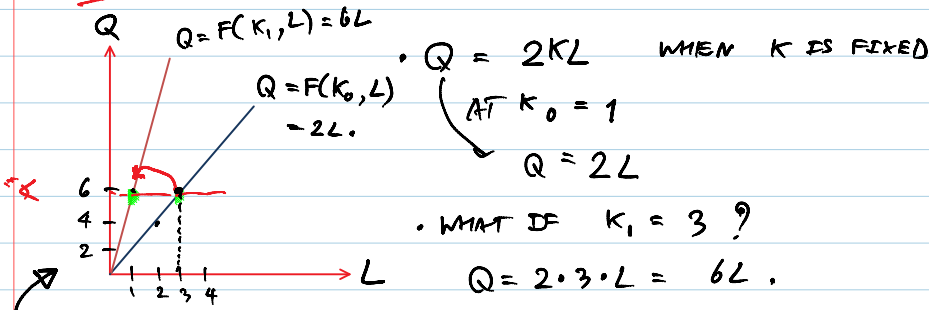 Q
Q = F(K₁, L) = 6L
Q = F(K₀, L)
= 2L.
6
4
2
1 2 3 4
L
• Q = 2KL WHEN K IS FIXED
AT K₀ = 1
Q = 2L
• WHAT IF K₁ = 3 ?
Q = 2·3·L = 6L.